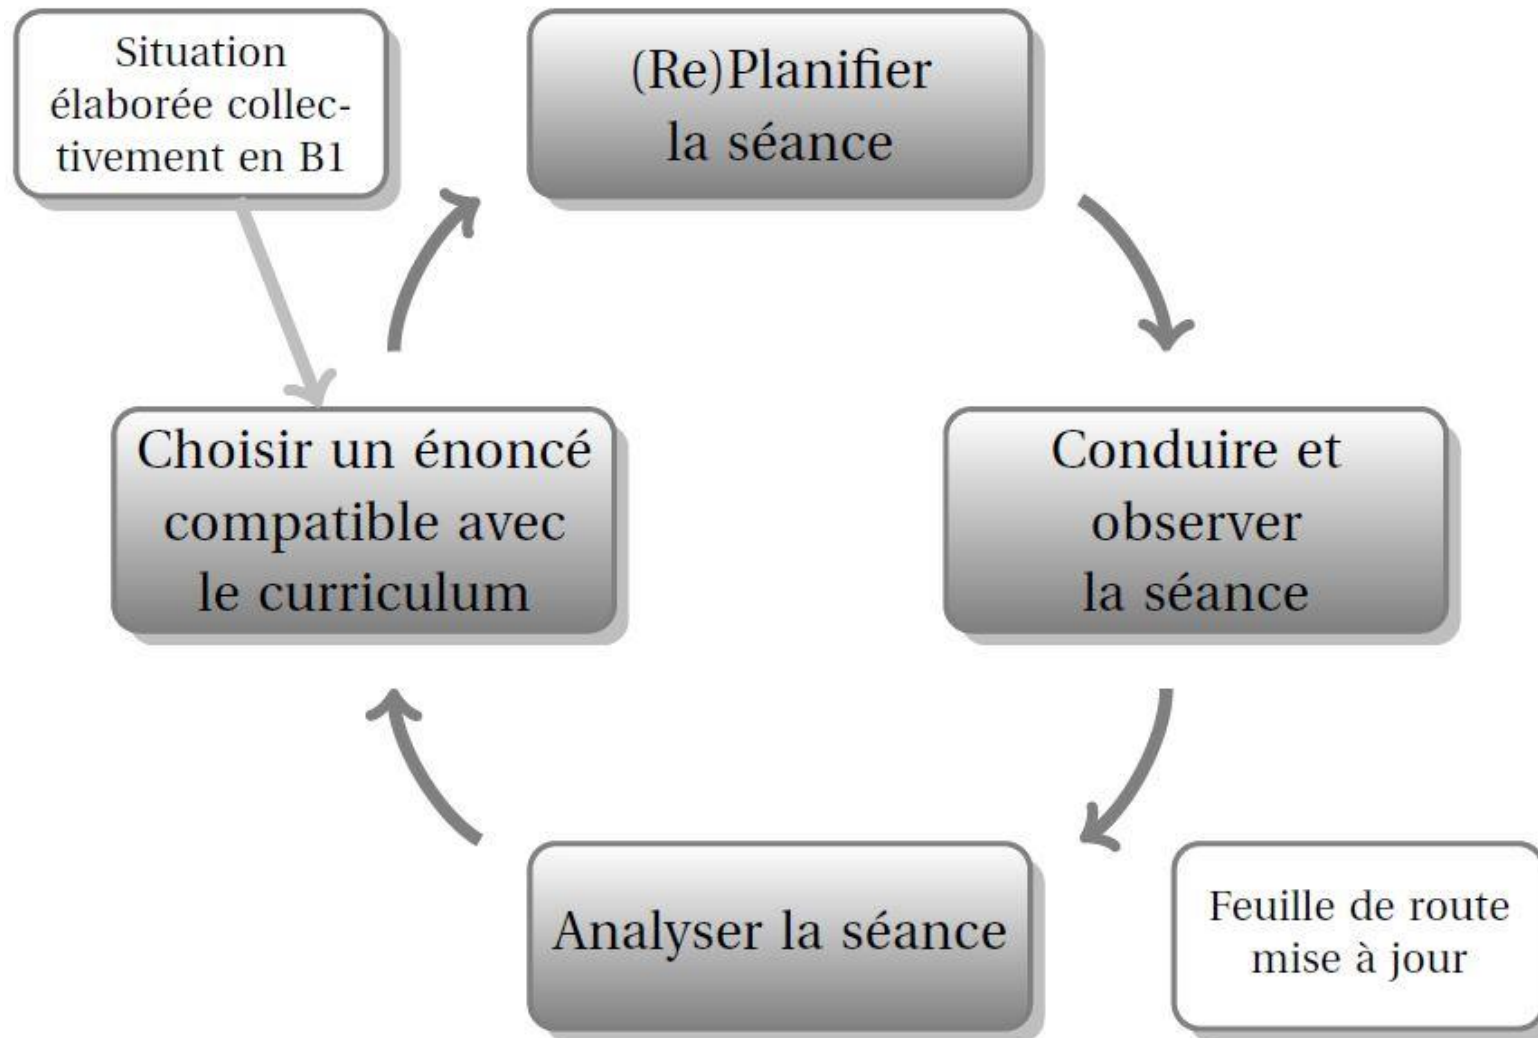 Situation
élaborée collec-
tivement en B1
(Re)Planifier
la séance
Choisir un énoncé
compatible avec
le curriculum
Conduire et
observer
la séance
Analyser la séance
Feuille de route
mise à jour